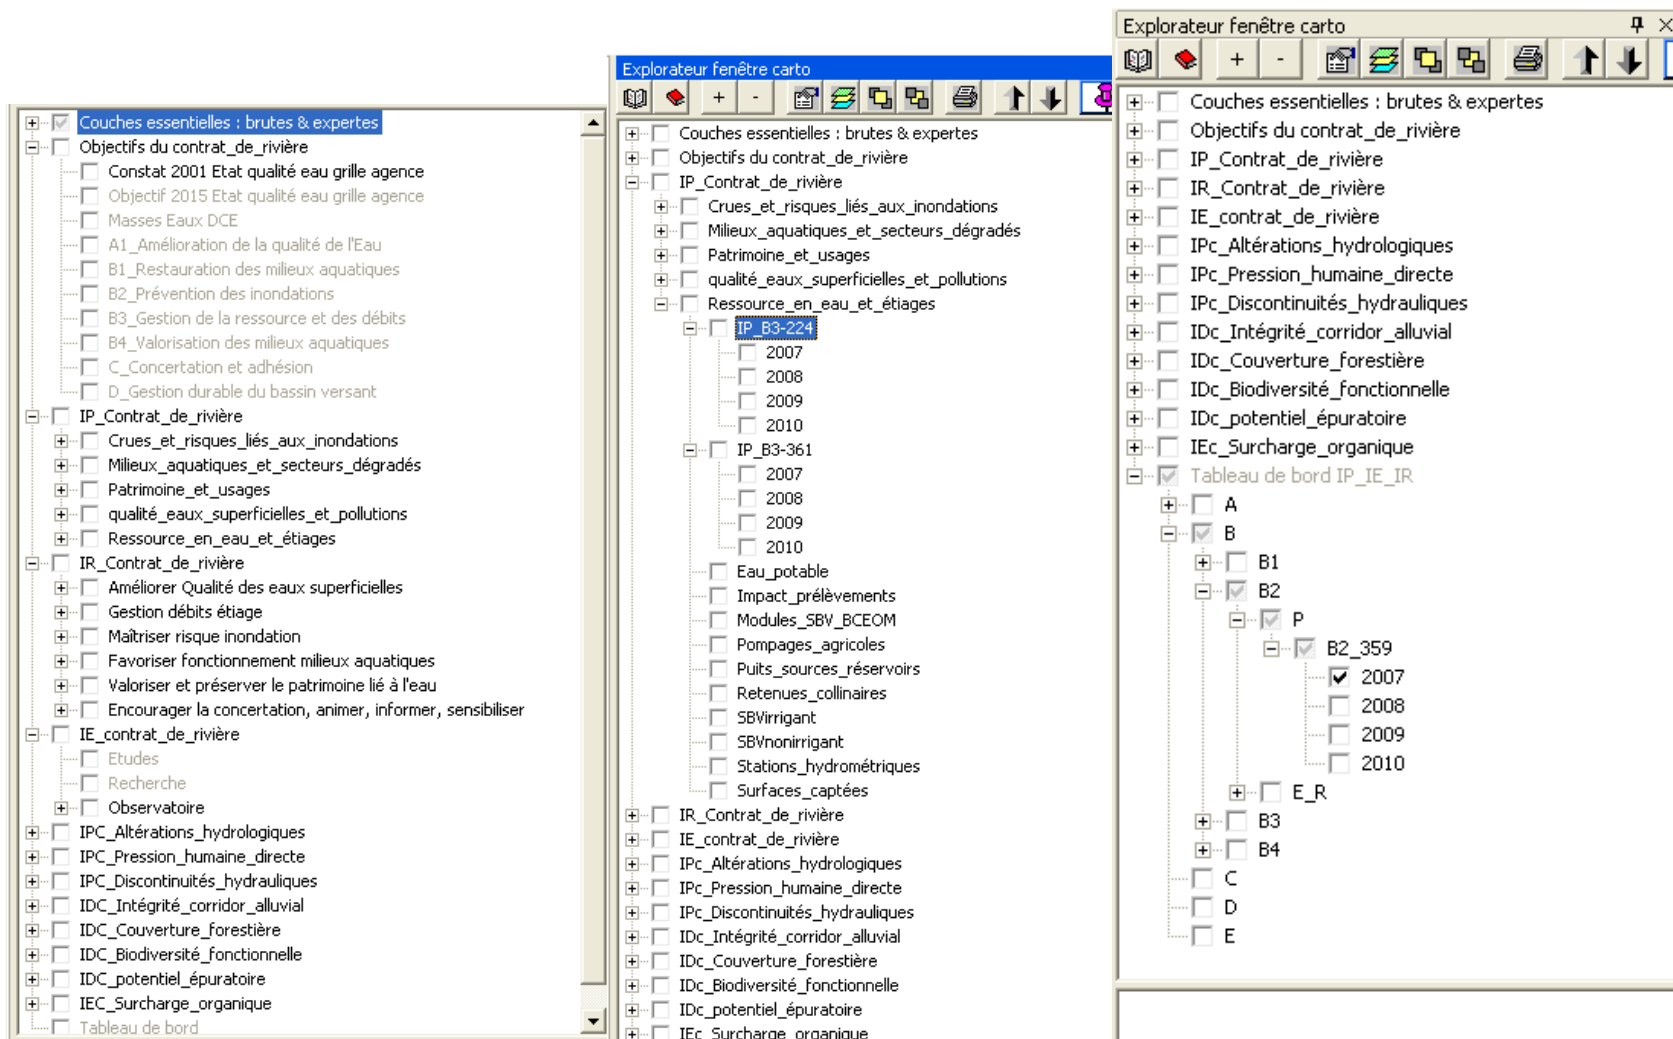 Couches essentielles : brutes & expertes
Objectifs du contrat_de_rivière
Constat 2001 Etat qualité eau grille agence
Objectif 2015 Etat qualité eau grille agence
Masses Eaux DCE
A1_Amélioration de la qualité de l'Eau
B1_Restauration des milieux aquatiques
B2_Prévention des inondations
B3_Gestion de la ressource et des débits
B4_Valorisation des milieux aquatiques
C_Concertation et adhésion
D_Gestion durable du bassin versant
IP_Contrat_de_rivière
Crues_et_risques_liés_aux_inondations
Milieux_aquatiques_et_secteurs_dégradés
Patrimoine_et_usages
qualité_eaux_superficielles_et_pollutions
Ressource_en_eau_et_étiages
IR_Contrat_de_rivière
Améliorer Qualité des eaux superficielles
Gestion débits étiage
Maîtriser risque inondation
Favoriser fonctionnement milieux aquatiques
Valoriser et préserver le patrimoine lié à l'eau
Encourager la concertation, animer, informer, sensibiliser
IE_contrat_de_rivière
Etudes
Recherche
Observatoire
IPC_Altérations_hydrologiques
IPC_Pression_humaine_directe
IPC_Discontinuités_hydrauliques
IDC_Intégrité_corridor_alluvial
IDC_Couverture_forestière
IDC_Biodiversité_fonctionnelle
IDC_potentiel_épuratoire
IEC_Surcharge_organique
Tableau de bord
Explorateur fenêtre carto
+ -
Couches essentielles : brutes & expertes
Objectifs du contrat_de_rivière
IP_Contrat_de_rivière
Crues_et_risques_liés_aux_inondations
Milieux_aquatiques_et_secteurs_dégradés
Patrimoine_et_usages
qualité_eaux_superficielles_et_pollutions
Ressource_en_eau_et_étiages
IP_B3-224
2007
2008
2009
2010
IP_B3-361
2007
2008
2009
2010
Eau_potable
Impact_prélèvements
Modules_SBV_BCEOM
Pompages_agricoles
Puits_sources_réservoirs
Retenues_collinaires
SBVirrigant
SBVnonirrigant
Stations_hydrométriques
Surfaces_captées
IR_Contrat_de_rivière
IE_contrat_de_rivière
IPc_Altérations_hydrologiques
IPc_Pression_humaine_directe
IPc_Discontinuités_hydrauliques
IDc_Intégrité_corridor_alluvial
IDc_Couverture_forestière
IDc_Biodiversité_fonctionnelle
IDc_potentiel_épuratoire
IEc_Surcharge_organique
Explorateur fenêtre carto
+ -
Couches essentielles : brutes & expertes
Objectifs du contrat_de_rivière
IP_Contrat_de_rivière
IR_Contrat_de_rivière
IE_contrat_de_rivière
IPc_Altérations_hydrologiques
IPc_Pression_humaine_directe
IPc_Discontinuités_hydrauliques
IDc_Intégrité_corridor_alluvial
IDc_Couverture_forestière
IDc_Biodiversité_fonctionnelle
IDc_potentiel_épuratoire
IEc_Surcharge_organique
Tableau de bord IP_IE_IR
A
B
B1
B2
P
B2_359
2007
2008
2009
2010
E_R
B3
B4
C
D
E